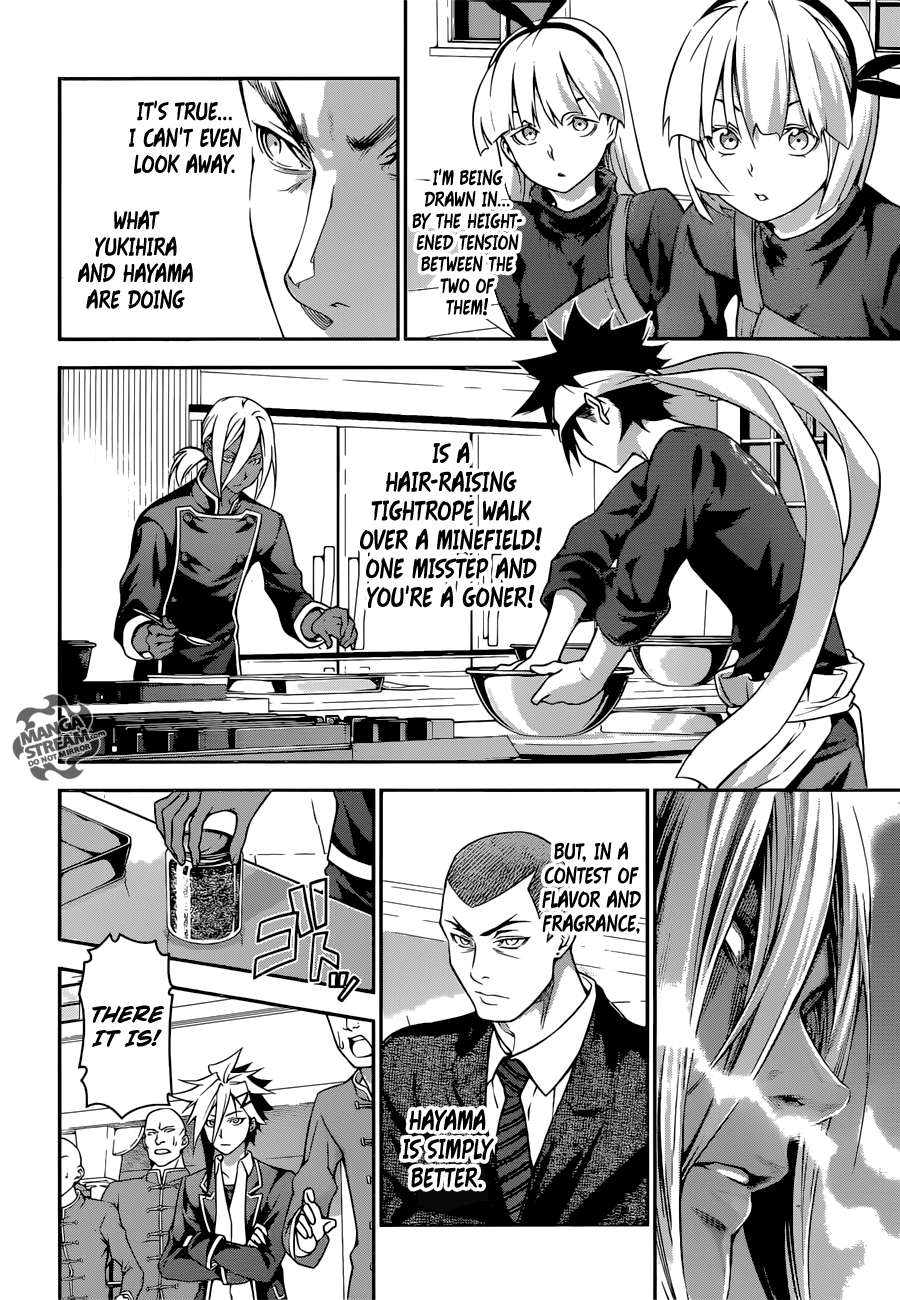 I'M BEING
DRAWN IN...
BY THE HEIGHT-
ENED TENSION
BETWEEN THE
TWO OF
THEM!
IT'S TRUE...
I CAN'T EVEN
LOOK AWAY.
WHAT
YUKIHIRA
AND HAYAMA
ARE DOING
IS A
HAIR-RAISING
TIGHTROPE WALK
OVER A MINEFIELD!
ONE MISSTEP AND
YOU'RE A GONER!
MANGA
STREAM.com
DO NOT MIRROR
BUT, IN A
CONTEST OF
FLAVOR AND
FRAGRANCE,
HAYAMA
IS SIMPLY
BETTER.
ゴト
THERE
IT IS!